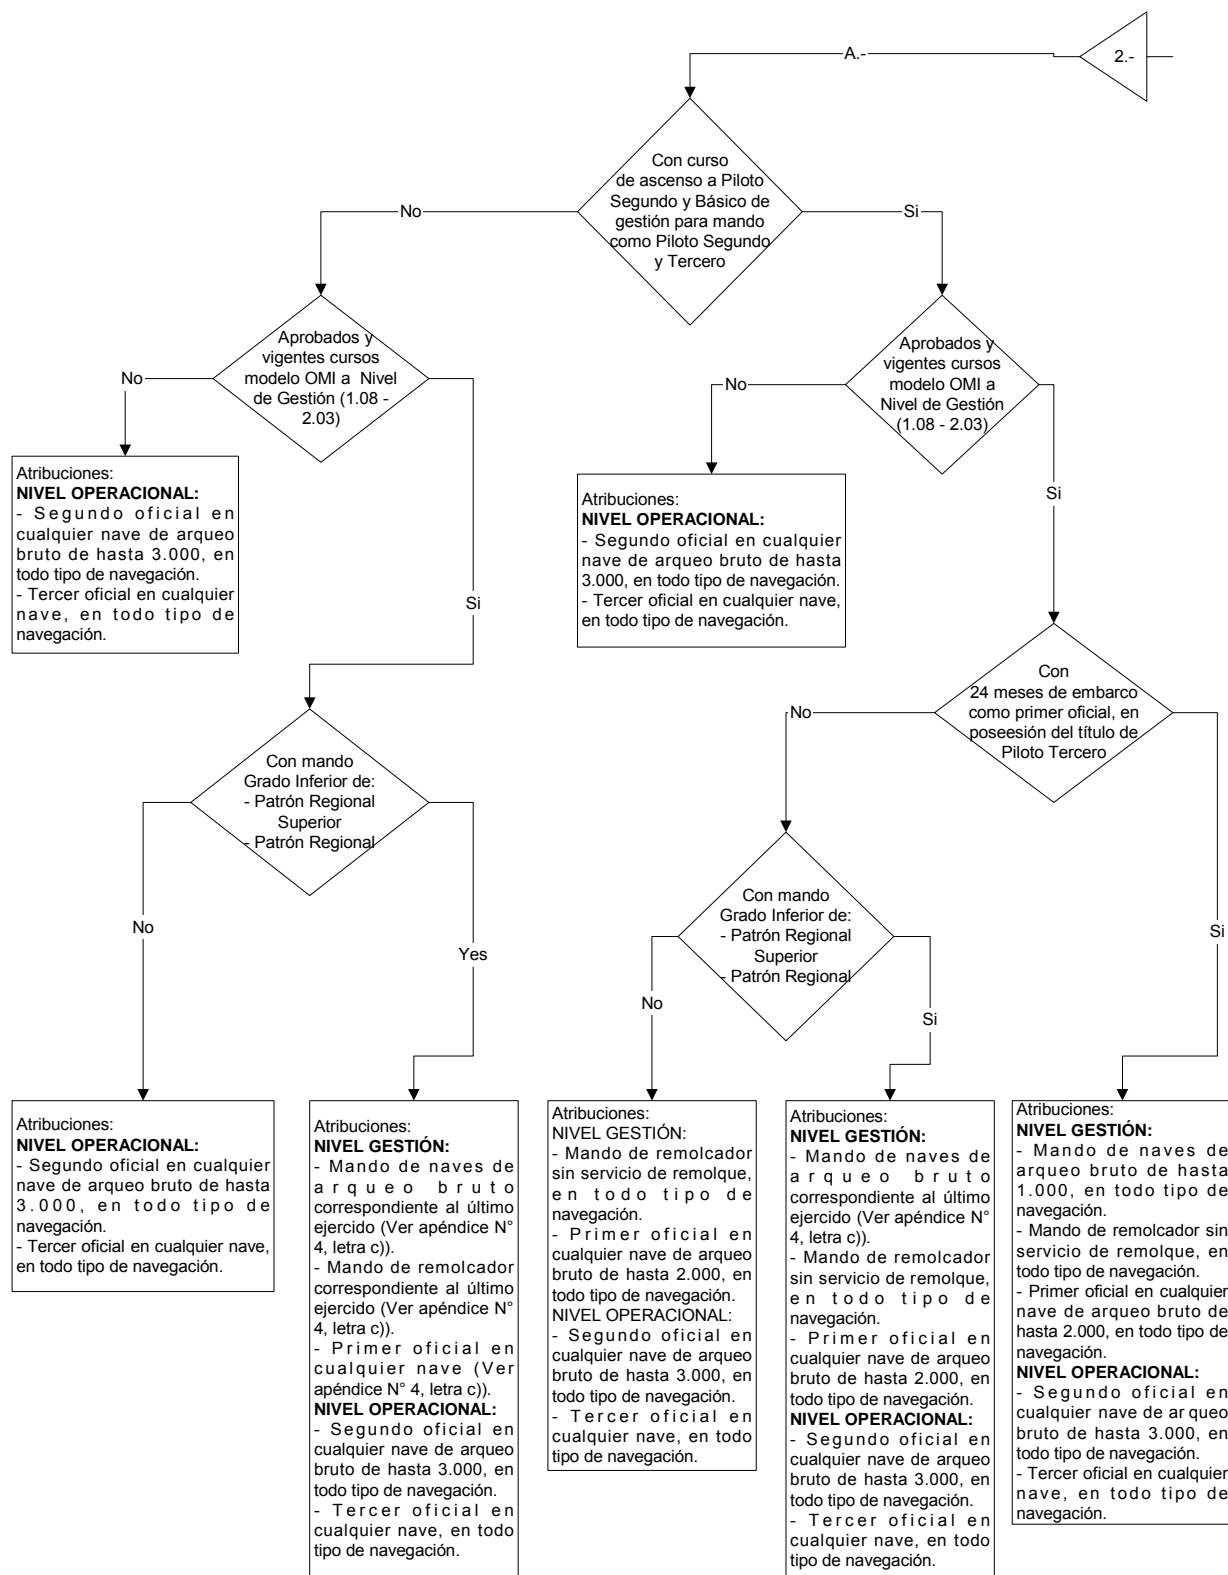 A.-
2.-
Con curso
de ascenso a Piloto
Segundo y Básico de
gestión para mando
como Piloto Segundo
y Tercero
No
Si
Aprobados y
vigentes cursos
modelo OMI a Nivel
de Gestión (1.08 -
2.03)
No
Si
Aprobados y
vigentes cursos
modelo OMI a
Nivel de Gestión
(1.08 - 2.03)
No
Si
Atribuciones:
NIVEL OPERACIONAL:
- Segundo oficial en
cualquier nave de arqueo
bruto de hasta 3.000, en
todo tipo de navegación.
- Tercer oficial en cualquier
nave, en todo tipo de
navegación.
Atribuciones:
NIVEL OPERACIONAL:
- Segundo oficial en cualquier
nave de arqueo bruto de hasta
3.000, en todo tipo de navegación.
- Tercer oficial en cualquier nave,
en todo tipo de navegación.
Con
24 meses de embarco
como primer oficial, en
poseesión del título de
Piloto Tercero
No
Si
Con mando
Grado Inferior de:
- Patrón Regional
Superior
- Patrón Regional
No
Yes
Con mando
Grado Inferior de:
- Patrón Regional
Superior
- Patrón Regional
No
Si
Atribuciones:
NIVEL OPERACIONAL:
- Segundo oficial en cualquier
nave de arqueo bruto de hasta
3.000, en todo tipo de
navegación.
- Tercer oficial en cualquier nave,
en todo tipo de navegación.
Atribuciones:
NIVEL GESTIÓN:
- Mando de naves de
arqueo bruto
correspondiente al último
ejercido (Ver apéndice N°
4, letra c)).
- Mando de remolcador
correspondiente al último
ejercido (Ver apéndice N°
4, letra c)).
- Primer oficial en
cualquier nave (Ver
apéndice N° 4, letra c)).
NIVEL OPERACIONAL:
- Segundo oficial en
cualquier nave de arqueo
bruto de hasta 3.000, en
todo tipo de navegación.
- Tercer oficial en
cualquier nave, en todo
tipo de navegación.
Atribuciones:
NIVEL GESTIÓN:
- Mando de remolcador
sin servicio de remolque,
en todo tipo de
navegación.
- Primer oficial en
cualquier nave de arqueo
bruto de hasta 2.000, en
todo tipo de navegación.
NIVEL OPERACIONAL:
- Segundo oficial en
cualquier nave de arqueo
bruto de hasta 3.000, en
todo tipo de navegación.
- Tercer oficial en
cualquier nave, en todo
tipo de navegación.
Atribuciones:
NIVEL GESTIÓN:
- Mando de naves de
arqueo bruto
correspondiente al último
ejercido (Ver apéndice N°
4, letra c)).
- Mando de remolcador
sin servicio de remolque,
en todo tipo de
navegación.
- Primer oficial en
cualquier nave de arqueo
bruto de hasta 2.000, en
todo tipo de navegación.
NIVEL OPERACIONAL:
- Segundo oficial en
cualquier nave de arqueo
bruto de hasta 3.000, en
todo tipo de navegación.
- Tercer oficial en
cualquier nave, en todo
tipo de navegación.
Atribuciones:
NIVEL GESTIÓN:
- Mando de naves de
arqueo bruto de hasta
1.000, en todo tipo de
navegación.
- Mando de remolcador sin
servicio de remolque, en
todo tipo de navegación.
- Primer oficial en cualquier
nave de arqueo bruto de
hasta 2.000, en todo tipo de
navegación.
NIVEL OPERACIONAL:
- Segundo oficial en
cualquier nave de arqueo
bruto de hasta 3.000, en
todo tipo de navegación.
- Tercer oficial en cualquier
nave, en todo tipo de
navegación.